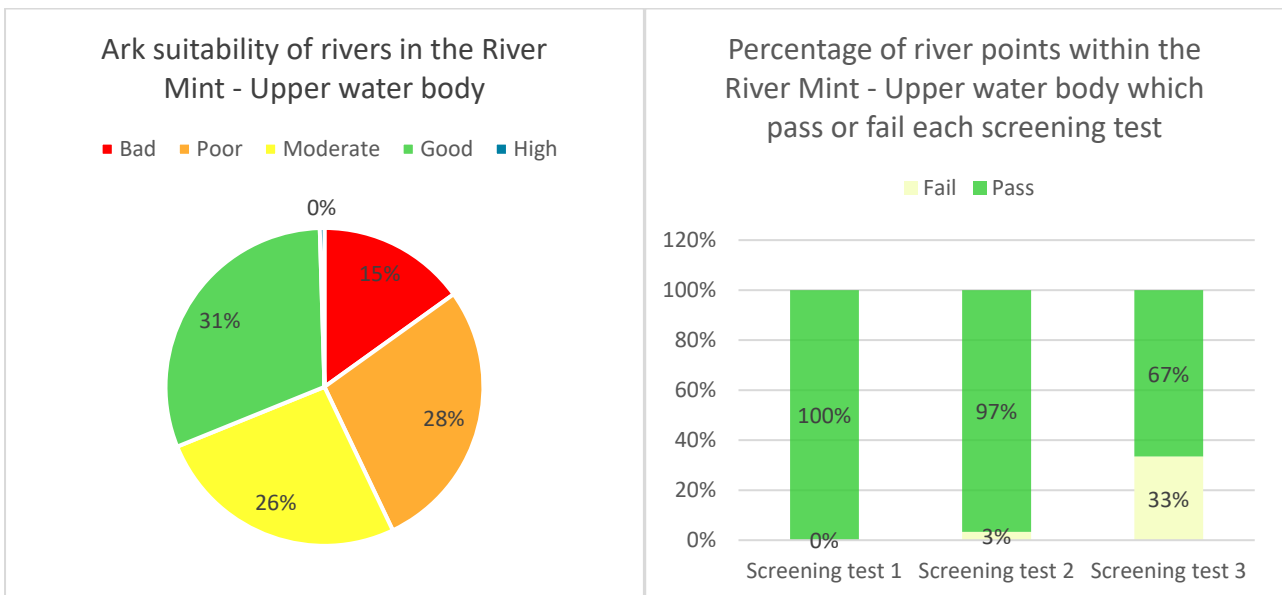 Ark suitability of rivers in the River
Mint - Upper water body
Bad Poor Moderate Good High
0%
15%
31%
28%
26%
Percentage of river points within the
River Mint - Upper water body which
pass or fail each screening test
Fail Pass
120%
100%
80%
60%
40%
20%
0%
100%
97%
67%
0%
3%
33%
Screening test 1 Screening test 2 Screening test 3